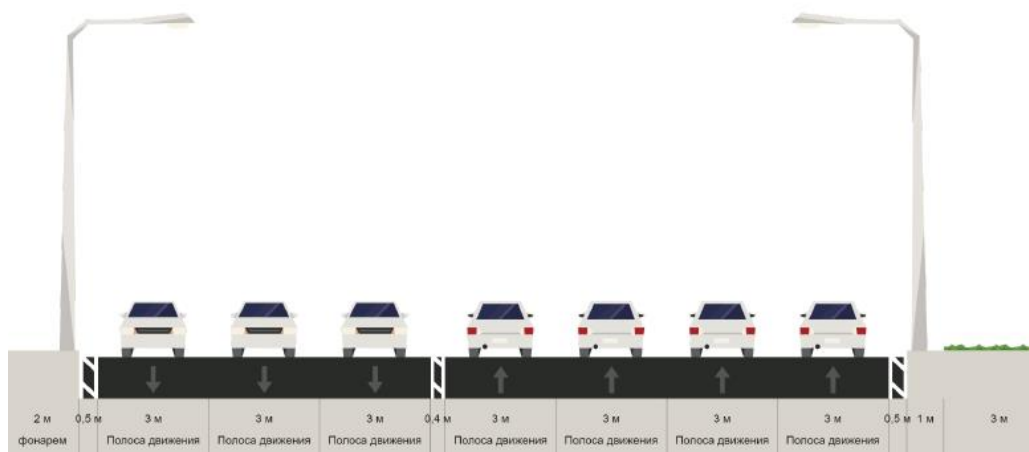 2 м 0,5 м 3 м 3 м 3 м 0,4 м 3 м 3 м 3 м 3 м 0,5 м 1 м 3 м
фонарем Полоса движения Полоса движения Полоса движения Полоса движения Полоса движения Полоса движения Полоса движения